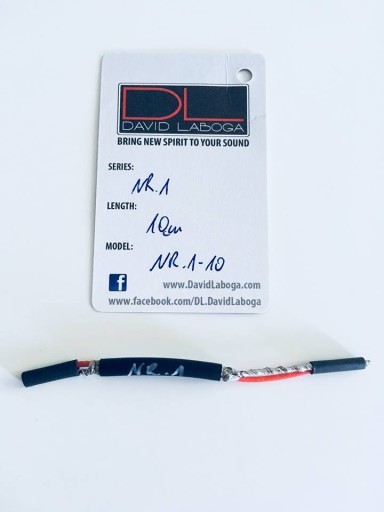 DL
DAVID LABOGA
BRING NEW SPIRIT TO YOUR SOUND
SERIES:
NR.1
LENGTH:
10cm
MODEL:
NR.1-10
f
www.DavidLaboga.com
www.facebook.com/DL.DavidLaboga
NR.1